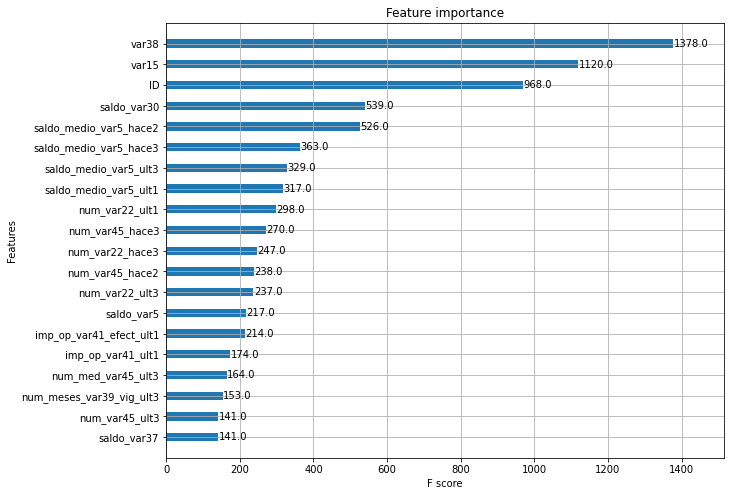 Feature importance
var38 1378.0
var15 1120.0
ID 968.0
saldo_var30 539.0
saldo_medio_var5_hace2 526.0
saldo_medio_var5_hace3 363.0
saldo_medio_var5_ult3 329.0
saldo_medio_var5_ult1 317.0
num_var22_ult1 298.0
num_var45_hace3 270.0
num_var22_hace3 247.0
num_var45_hace2 238.0
num_var22_ult3 237.0
saldo_var5 217.0
imp_op_var41_efect_ult1 214.0
imp_op_var41_ult1 174.0
num_med_var45_ult3 164.0
num_meses_var39_vig_ult3 153.0
num_var45_ult3 141.0
saldo_var37 141.0
Features
0 200 400 600 800 1000 1200 1400
F score